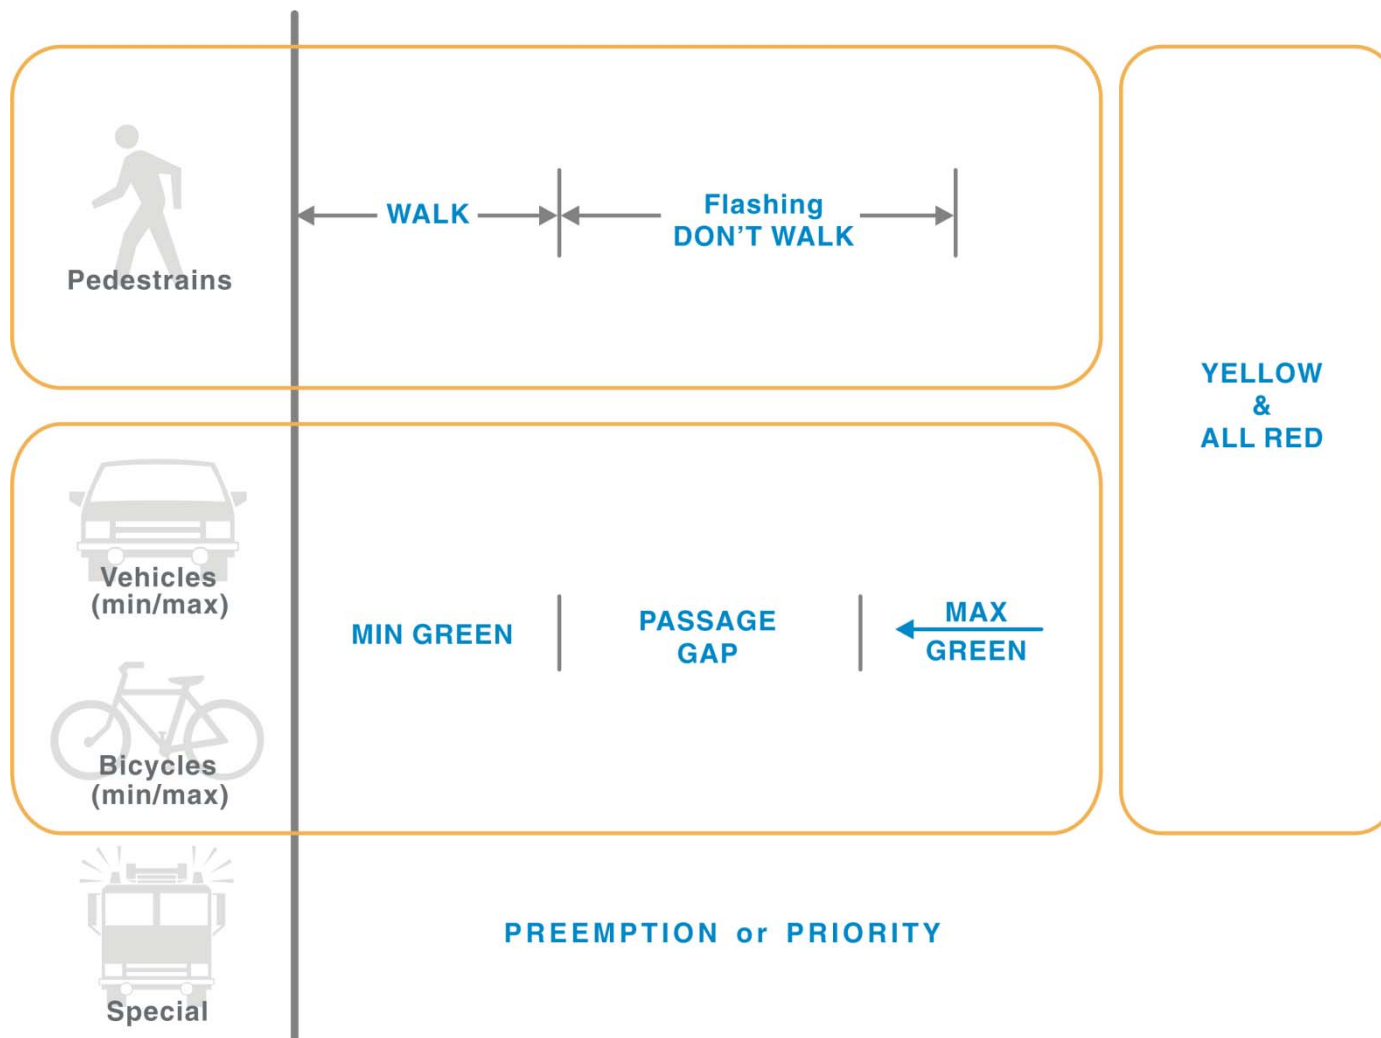 Pedestrains
WALK
Flashing
DON'T WALK
YELLOW
&
ALL RED
Vehicles
(min/max)
MIN GREEN
PASSAGE
GAP
MAX
GREEN
Bicycles
(min/max)
Special
PREEMPTION or PRIORITY